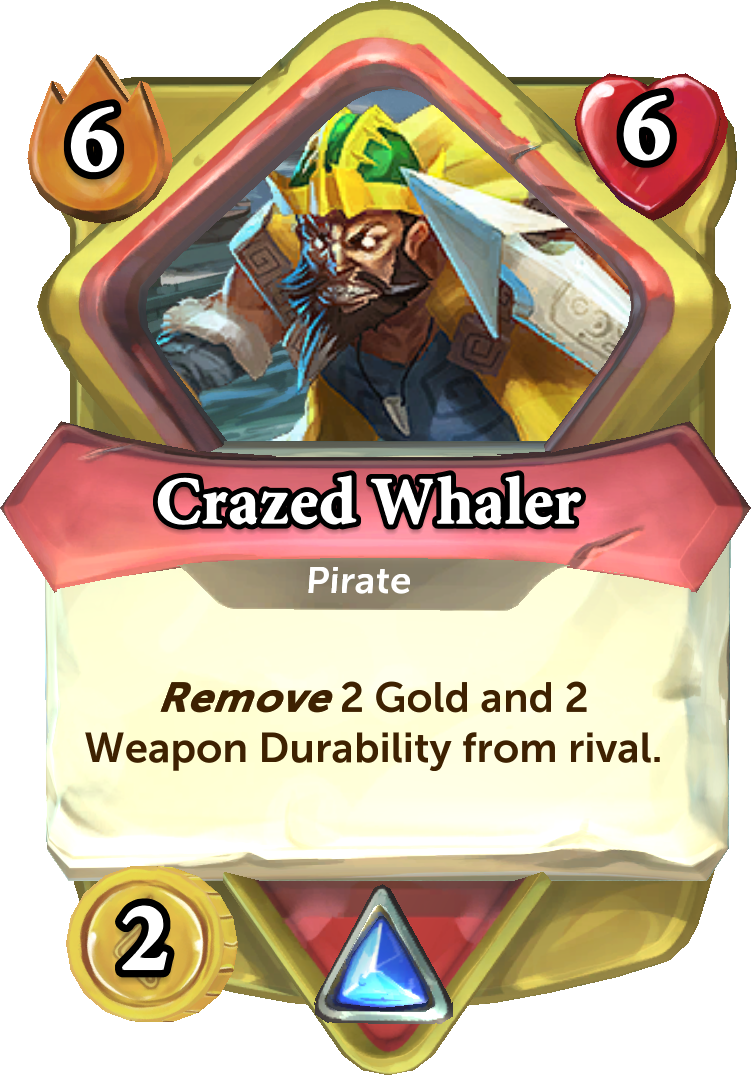 6
6
Crazed Whaler
Pirate
Remove 2 Gold and 2
Weapon Durability from rival.
2